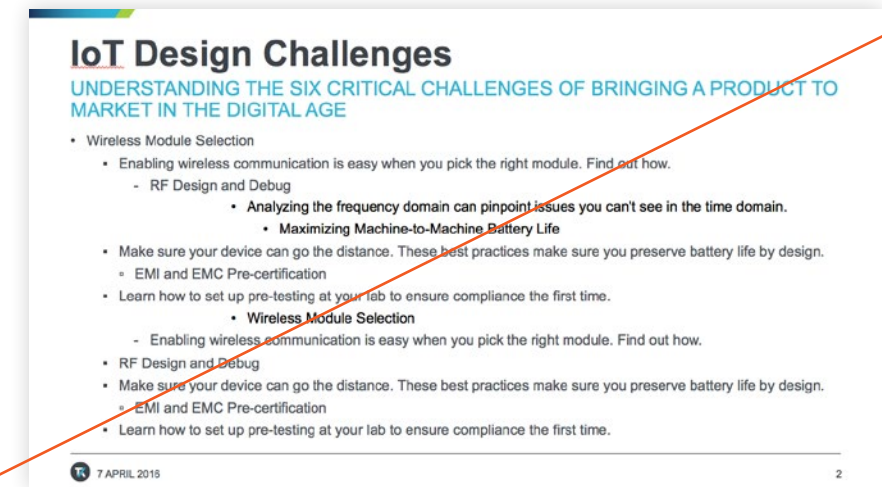 IoT Design Challenges
UNDERSTANDING THE SIX CRITICAL CHALLENGES OF BRINGING A PRODUCT TO
MARKET IN THE DIGITAL AGE
• Wireless Module Selection
▪ Enabling wireless communication is easy when you pick the right module. Find out how.
- RF Design and Debug
• Analyzing the frequency domain can pinpoint issues you can't see in the time domain.
• Maximizing Machine-to-Machine Battery Life
▪ Make sure your device can go the distance. These best practices make sure you preserve battery life by design.
▫ EMI and EMC Pre-certification
▪ Learn how to set up pre-testing at your lab to ensure compliance the first time.
• Wireless Module Selection
- Enabling wireless communication is easy when you pick the right module. Find out how.
▪ RF Design and Debug
▪ Make sure your device can go the distance. These best practices make sure you preserve battery life by design.
▫ EMI and EMC Pre-certification
▪ Learn how to set up pre-testing at your lab to ensure compliance the first time.
7 APRIL 2016 2